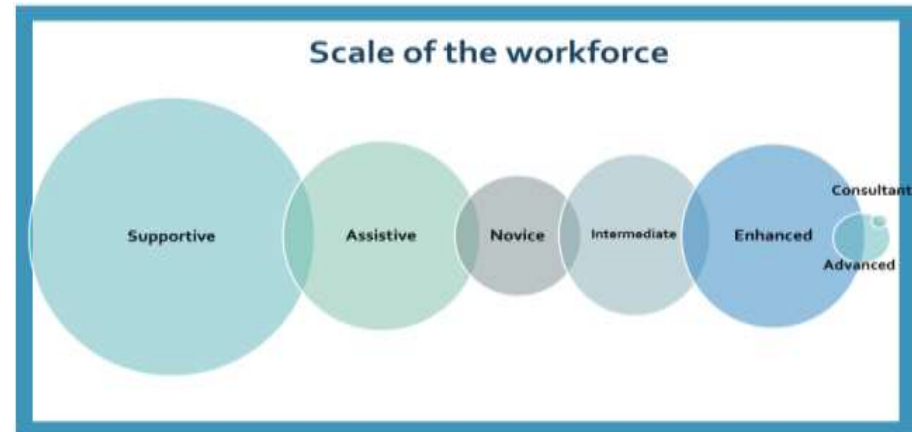 Scale of the workforce
Supportive
Assistive
Novice
Intermediate
Enhanced
Consultant
Advanced